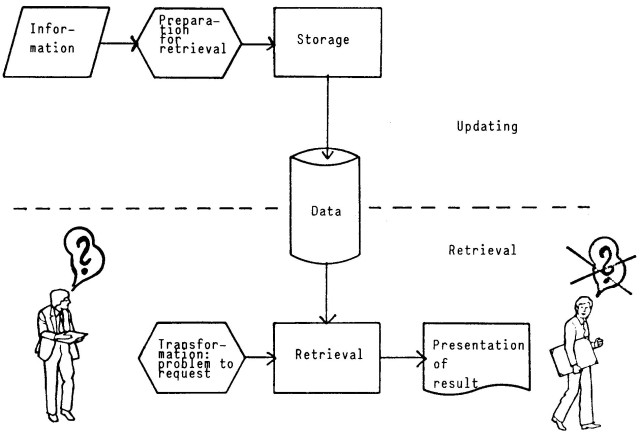 Infor-
mation
Prepara-
tion
for
retrieval
Storage
Updating
Data
Retrieval
?
?
Transfor-
mation:
problem to
request
Retrieval
Presentation
of
result